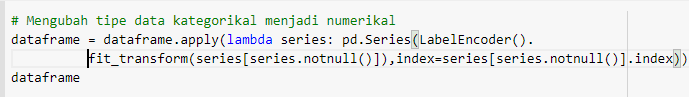 # Mengubah tipe data kategorikal menjadi numerikal
dataframe = dataframe.apply(lambda series: pd.Series(LabelEncoder().
fit_transform(series[series.notnull()]),index=series[series.notnull()].index))
dataframe